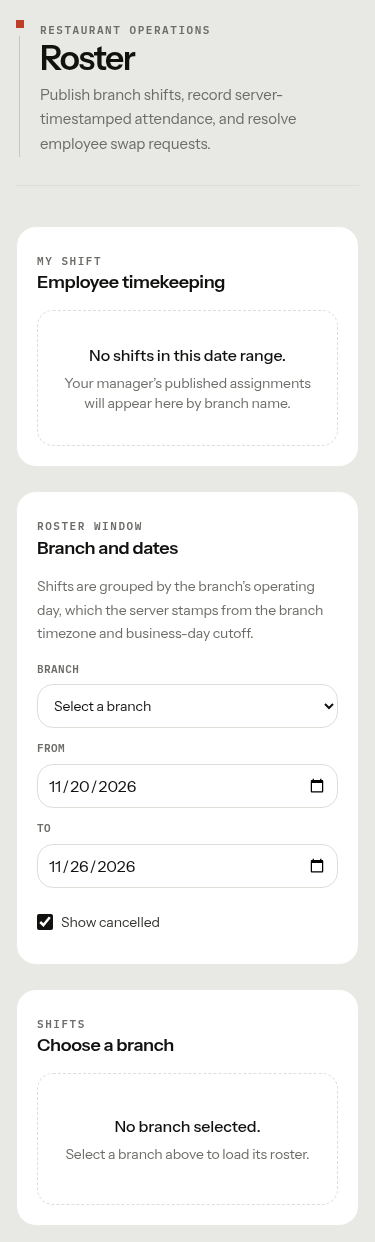 RESTAURANT OPERATIONS
Roster
Publish branch shifts, record server-
timestamped attendance, and resolve
employee swap requests.
MY SHIFT
Employee timekeeping
No shifts in this date range.
Your manager’s published assignments
will appear here by branch name.
ROSTER WINDOW
Branch and dates
Shifts are grouped by the branch’s operating
day, which the server stamps from the branch
timezone and business-day cutoff.
BRANCH
Select a branch
FROM
11/20/2026
TO
11/26/2026
Show cancelled
SHIFTS
Choose a branch
No branch selected.
Select a branch above to load its roster.